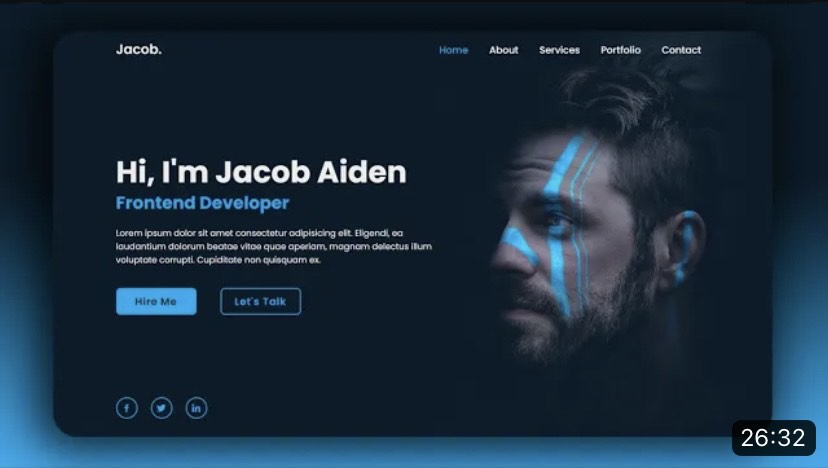 Jacob.
Home About Services Portfolio Contact
Hi, I'm Jacob Aiden
Frontend Developer
Lorem ipsum dolor sit amet consectetur adipisicing elit. Eligendi, ea
laudantium dolorum beatae vitae quae aperiam, magnam delectus illum
voluptate corrupti. Cupiditate non quisquam ex.
Hire Me Let's Talk
26:32